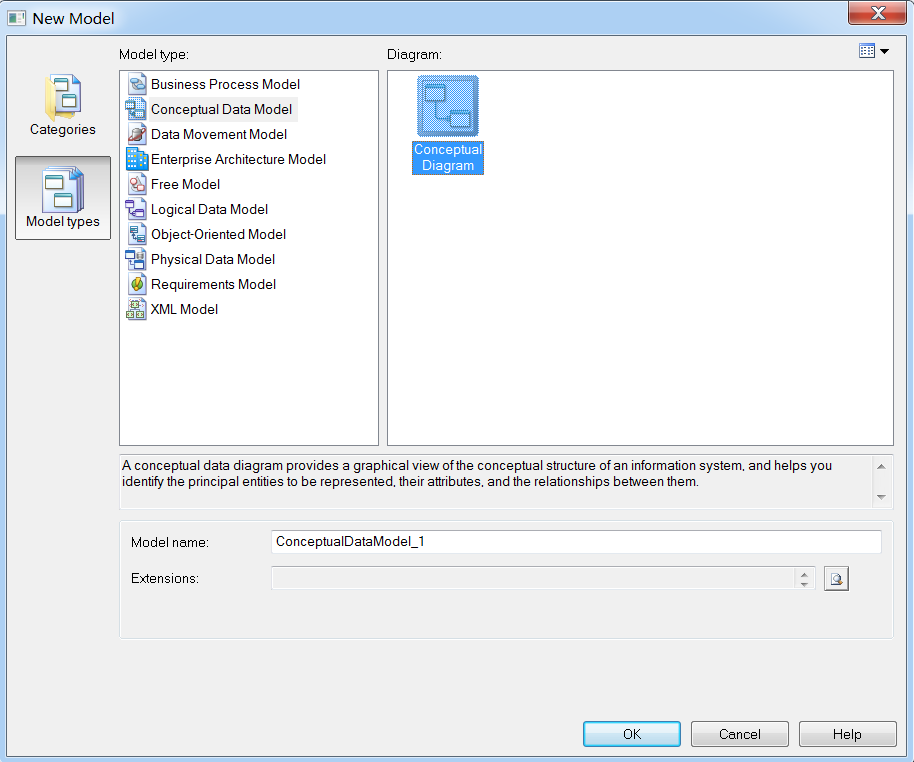 New Model
Categories
Model types
Model type:
Business Process Model
Conceptual Data Model
Data Movement Model
Enterprise Architecture Model
Free Model
Logical Data Model
Object-Oriented Model
Physical Data Model
Requirements Model
XML Model
Diagram:
Conceptual
Diagram
A conceptual data diagram provides a graphical view of the conceptual structure of an information system, and helps you
identify the principal entities to be represented, their attributes, and the relationships between them.
Model name:
ConceptualDataModel_1
Extensions:
OK
Cancel
Help